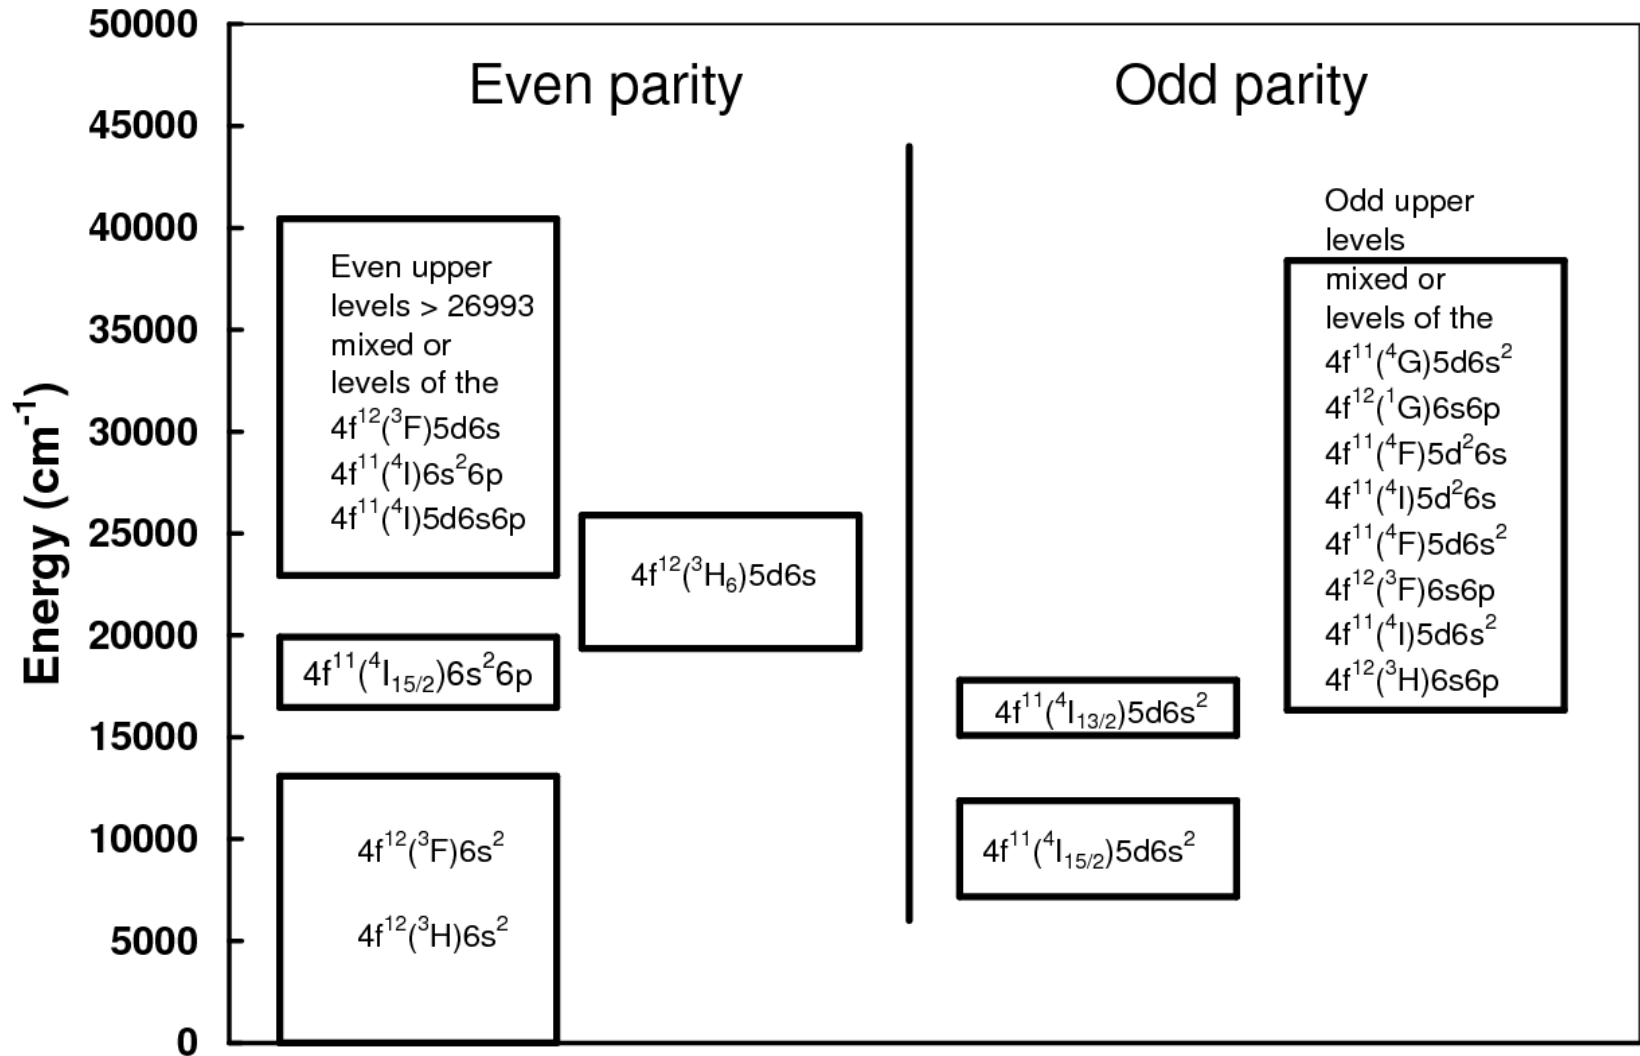 50000
45000
40000
35000
30000
25000
20000
15000
10000
5000
0
Energy (cm⁻¹)
Even parity
Even upper
levels > 26993
mixed or
levels of the
4f¹²(³F)5d6s
4f¹¹(⁴I)6s²6p
4f¹¹(⁴I)5d6s6p
4f¹²(³H₆)5d6s
4f¹¹(⁴I₁₅/₂)6s²6p
4f¹²(³F)6s²
4f¹²(³H)6s²
Odd parity
Odd upper
levels
mixed or
levels of the
4f¹¹(⁴G)5d6s²
4f¹²(¹G)6s6p
4f¹¹(⁴F)5d²6s
4f¹¹(⁴I)5d²6s
4f¹¹(⁴F)5d6s²
4f¹²(³F)6s6p
4f¹¹(⁴I)5d6s²
4f¹²(³H)6s6p
4f¹¹(⁴I₁₃/₂)5d6s²
4f¹¹(⁴I₁₅/₂)5d6s²